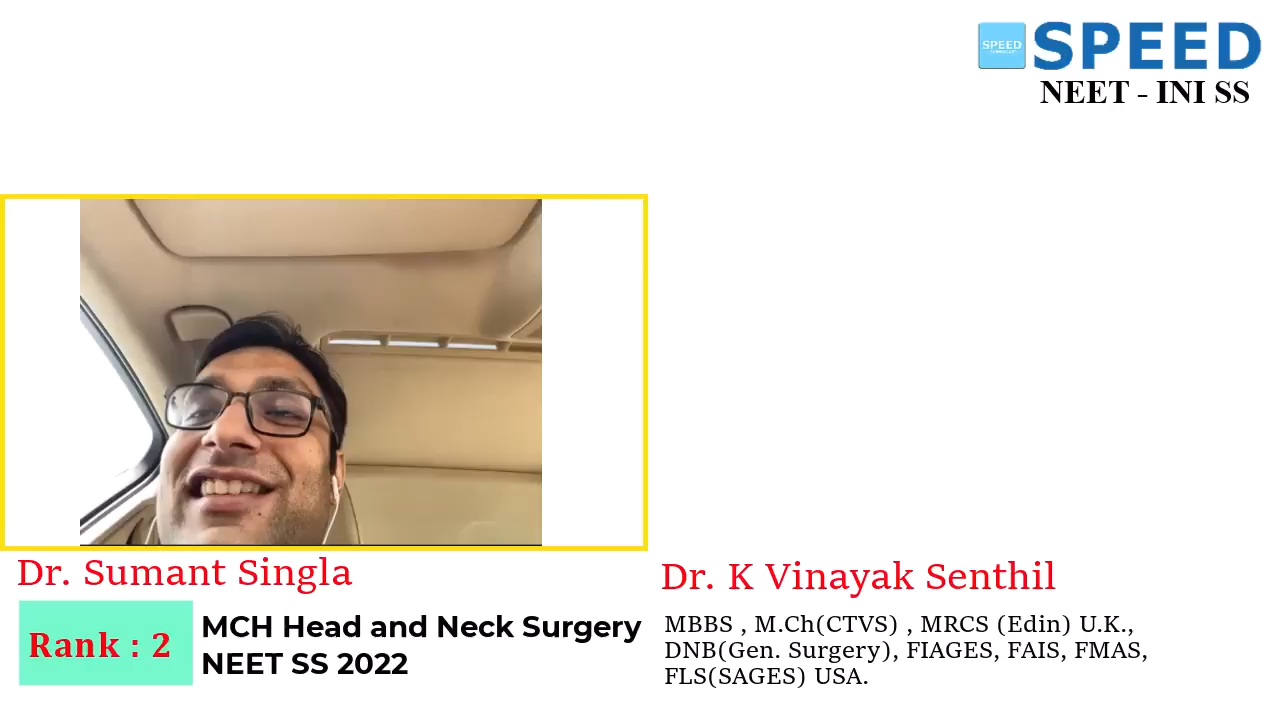 SPEED
SPEED
NEET - INI SS
Dr. Sumant Singla
Rank : 2
MCH Head and Neck Surgery
NEET SS 2022
Dr. K Vinayak Senthil
MBBS , M.Ch(CTVS) , MRCS (Edin) U.K.,
DNB(Gen. Surgery), FIAGES, FAIS, FMAS,
FLS(SAGES) USA.